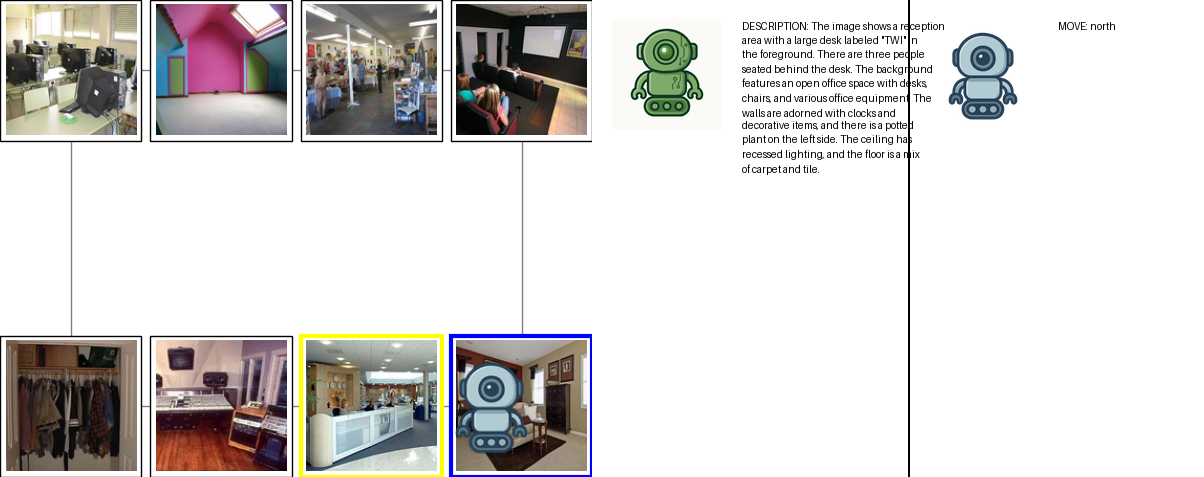 DESCRIPTION: The image shows a reception
area with a large desk labeled "TWI" in
the foreground. There are three people
seated behind the desk. The background
features an open office space with desks,
chairs, and various office equipment. The
walls are adorned with clocks and
decorative items, and there is a potted
plant on the left side. The ceiling has
recessed lighting, and the floor is a mix
of carpet and tile.
MOVE: north
TWI